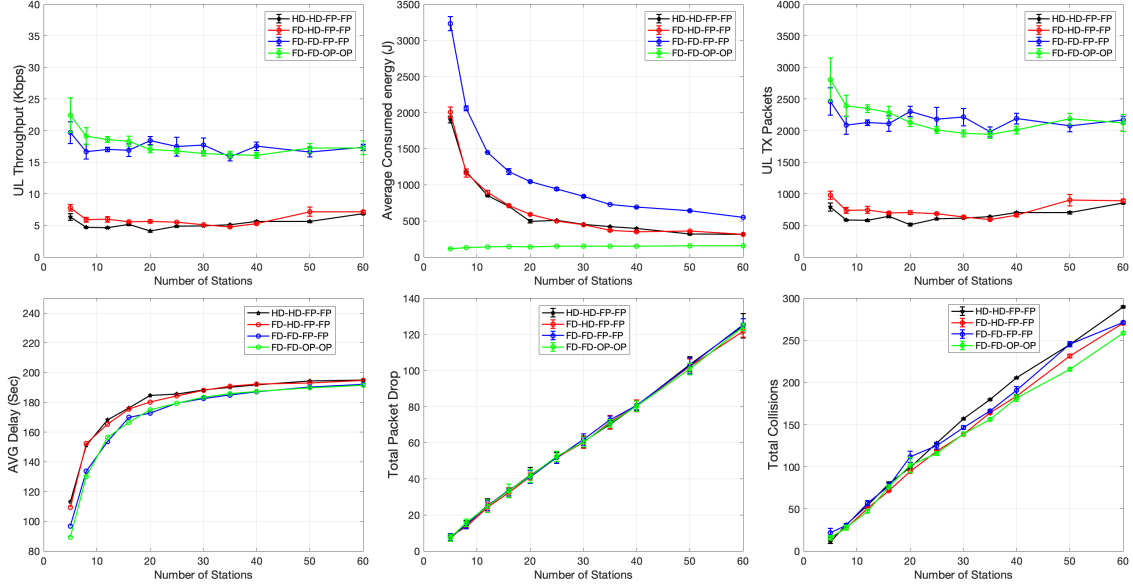 UL Throughput (Kbps)
40
35
30
25
20
15
10
5
0
0 10 20 30 40 50 60
Number of Stations
HD-HD-FP-FP
FD-HD-FP-FP
FD-FD-FP-FP
FD-FD-OP-OP
Average Consumed energy (J)
3500
3000
2500
2000
1500
1000
500
0
0 10 20 30 40 50 60
Number of Stations
HD-HD-FP-FP
FD-HD-FP-FP
FD-FD-FP-FP
FD-FD-OP-OP
UL TX Packets
4000
3500
3000
2500
2000
1500
1000
500
0
0 10 20 30 40 50 60
Number of Stations
HD-HD-FP-FP
FD-HD-FP-FP
FD-FD-FP-FP
FD-FD-OP-OP
AVG Delay (Sec)
240
220
200
180
160
140
120
100
80
0 10 20 30 40 50 60
Number of Stations
HD-HD-FP-FP
FD-HD-FP-FP
FD-FD-FP-FP
FD-FD-OP-OP
Total Packet Drop
140
120
100
80
60
40
20
0
0 10 20 30 40 50 60
Number of Stations
HD-HD-FP-FP
FD-HD-FP-FP
FD-FD-FP-FP
FD-FD-OP-OP
Total Collisions
300
250
200
150
100
50
0
0 10 20 30 40 50 60
Number of Stations
HD-HD-FP-FP
FD-HD-FP-FP
FD-FD-FP-FP
FD-FD-OP-OP